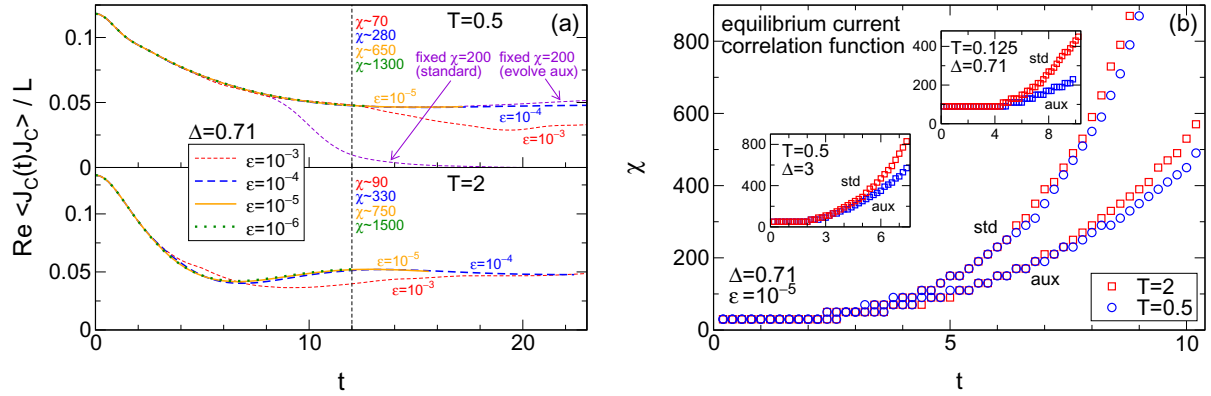 (a)
T=0.5
0.1
0.05
0
χ~70
χ~280
χ~650
χ~1300
fixed χ=200
(standard)
fixed χ=200
(evolve aux)
ε=10⁻⁵
ε=10⁻⁴
ε=10⁻³
Δ=0.71
ε=10⁻³
ε=10⁻⁴
ε=10⁻⁵
ε=10⁻⁶
T=2
0.1
0.05
0
χ~90
χ~330
χ~750
χ~1500
ε=10⁻⁵
ε=10⁻⁴
ε=10⁻³
Re <J_C(t)J_C> / L
0 10 20
t
(b)
equilibrium current
correlation function
800
600
400
200
0
χ
T=0.125
Δ=0.71
std
aux
400
200
0
0 4 8
T=0.5
Δ=3
std
aux
800
400
0
0 3 6
std
aux
Δ=0.71
ε=10⁻⁵
T=2
T=0.5
0 5 10
t